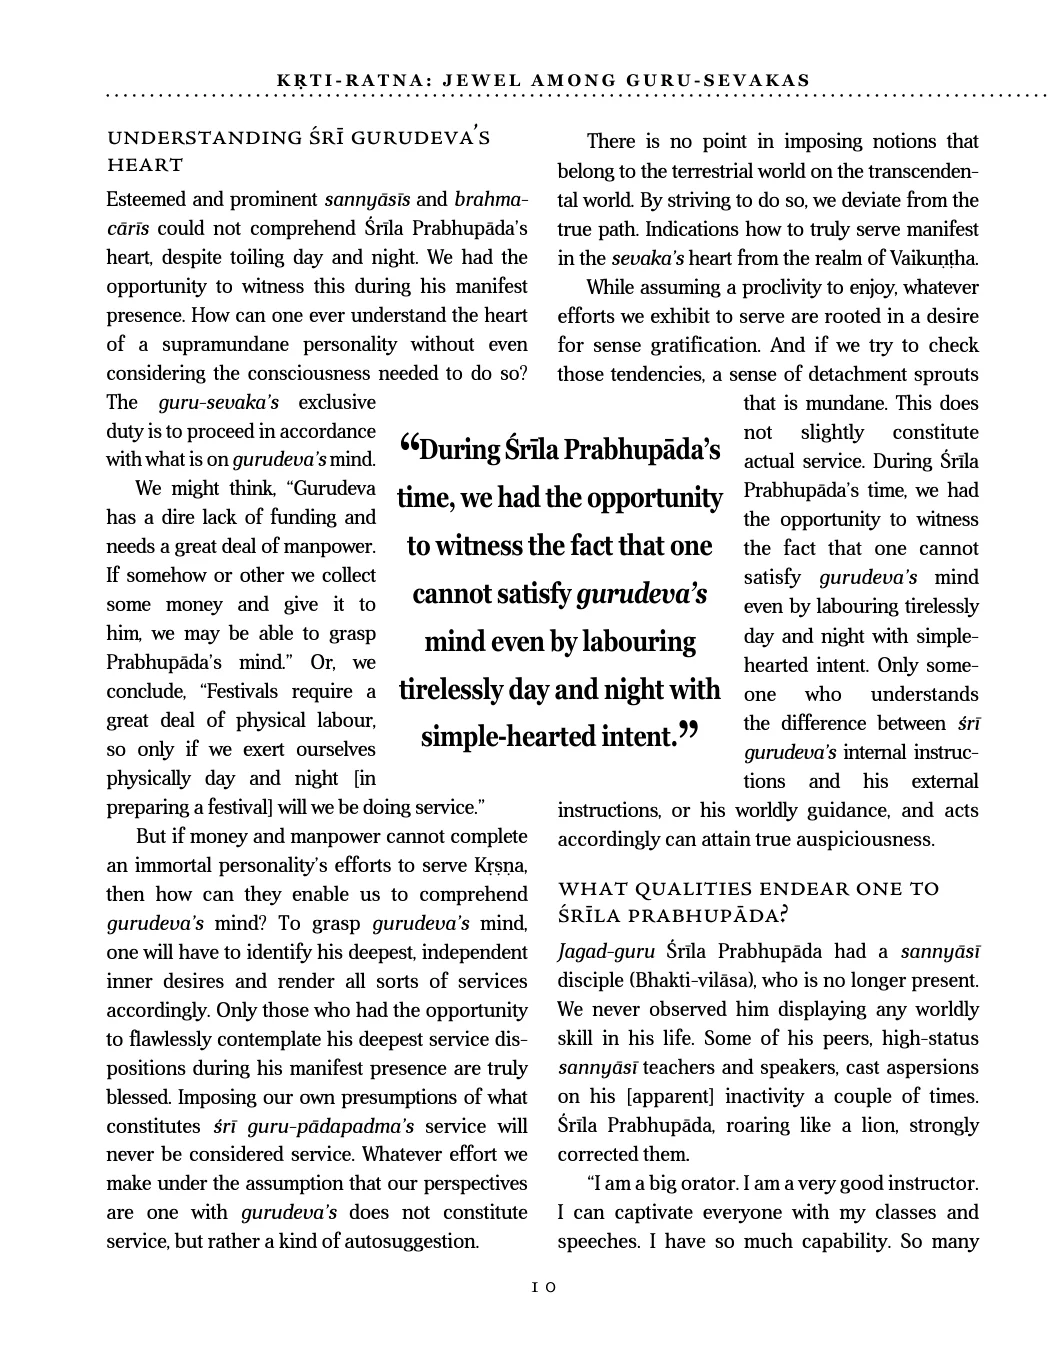 KṚTI-RATNA: JEWEL AMONG GURU-SEVAKAS
UNDERSTANDING ŚRĪ GURUDEVA'S
HEART
Esteemed and prominent sannyāsīs and brahma-
cārīs could not comprehend Śrīla Prabhupāda's
heart, despite toiling day and night. We had the
opportunity to witness this during his manifest
presence. How can one ever understand the heart
of a supramundane personality without even
considering the consciousness needed to do so?
The guru-sevaka's exclusive
duty is to proceed in accordance
with what is on gurudeva's mind.
We might think, “Gurudeva
has a dire lack of funding and
needs a great deal of manpower.
If somehow or other we collect
some money and give it to
him, we may be able to grasp
Prabhupāda's mind.” Or, we
conclude, “Festivals require a
great deal of physical labour,
so only if we exert ourselves
physically day and night [in
preparing a festival] will we be doing service.”
But if money and manpower cannot complete
an immortal personality's efforts to serve Kṛṣṇa,
then how can they enable us to comprehend
gurudeva's mind? To grasp gurudeva's mind,
one will have to identify his deepest, independent
inner desires and render all sorts of services
accordingly. Only those who had the opportunity
to flawlessly contemplate his deepest service dis-
positions during his manifest presence are truly
blessed. Imposing our own presumptions of what
constitutes śrī guru-pādapadma's service will
never be considered service. Whatever effort we
make under the assumption that our perspectives
are one with gurudeva's does not constitute
service, but rather a kind of autosuggestion.
“During Śrīla Prabhupāda's
time, we had the opportunity
to witness the fact that one
cannot satisfy gurudeva's
mind even by labouring
tirelessly day and night with
simple-hearted intent.”
There is no point in imposing notions that
belong to the terrestrial world on the transcenden-
tal world. By striving to do so, we deviate from the
true path. Indications how to truly serve manifest
in the sevaka's heart from the realm of Vaikuṇṭha.
While assuming a proclivity to enjoy, whatever
efforts we exhibit to serve are rooted in a desire
for sense gratification. And if we try to check
those tendencies, a sense of detachment sprouts
that is mundane. This does
not slightly constitute
actual service. During Śrīla
Prabhupāda's time, we had
the opportunity to witness
the fact that one cannot
satisfy gurudeva's mind
even by labouring tirelessly
day and night with simple-
hearted intent. Only some-
one who understands
the difference between śrī
gurudeva's internal instruc-
tions and his external
instructions, or his worldly guidance, and acts
accordingly can attain true auspiciousness.
WHAT QUALITIES ENDEAR ONE TO
ŚRĪLA PRABHUPĀDA?
Jagad-guru Śrīla Prabhupāda had a sannyāsī
disciple (Bhakti-vilāsa), who is no longer present.
We never observed him displaying any worldly
skill in his life. Some of his peers, high-status
sannyāsī teachers and speakers, cast aspersions
on his [apparent] inactivity a couple of times.
Śrīla Prabhupāda, roaring like a lion, strongly
corrected them.
“I am a big orator. I am a very good instructor.
I can captivate everyone with my classes and
speeches. I have so much capability. So many
10